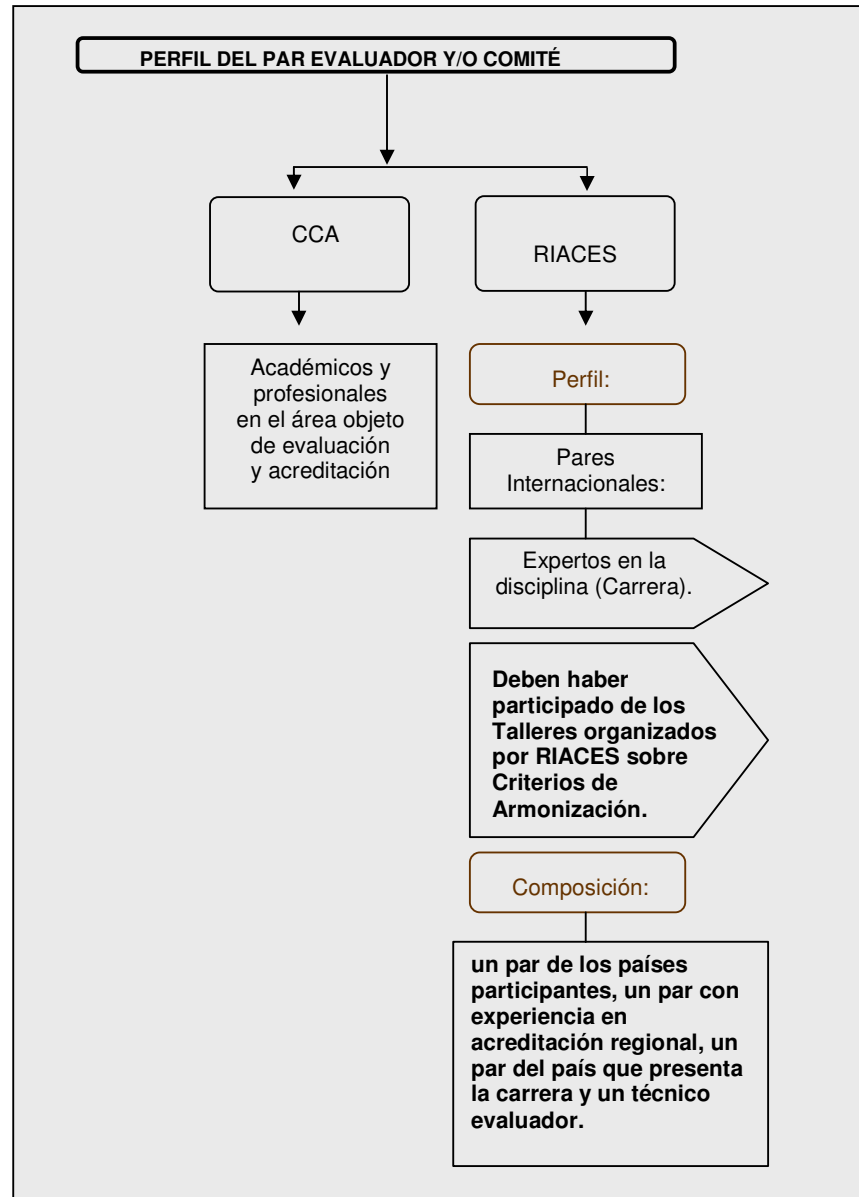 PERFIL DEL PAR EVALUADOR Y/O COMITÉ
CCA
RIACES
Académicos y
profesionales
en el área objeto
de evaluación
y acreditación
Perfil:
Pares
Internacionales:
Expertos en la
disciplina (Carrera).
Deben haber
participado de los
Talleres organizados
por RIACES sobre
Criterios de
Armonización.
Composición:
un par de los países
participantes, un par con
experiencia en
acreditación regional, un
par del país que presenta
la carrera y un técnico
evaluador.